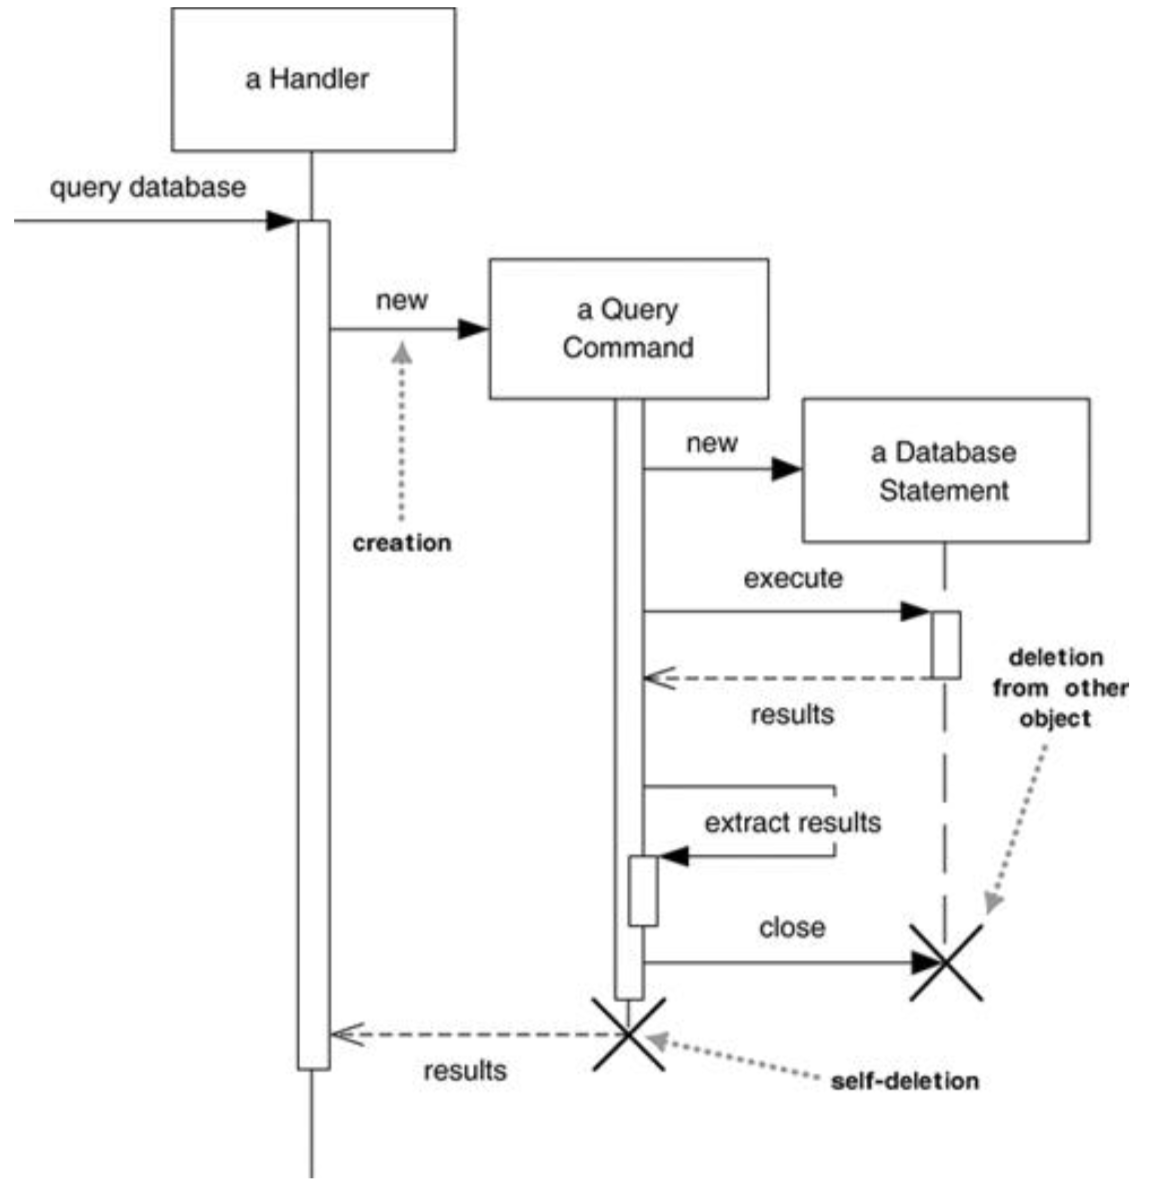 a Handler
query database
new
a Query
Command
creation
new
a Database
Statement
execute
deletion
from other
object
results
extract results
close
results
self-deletion